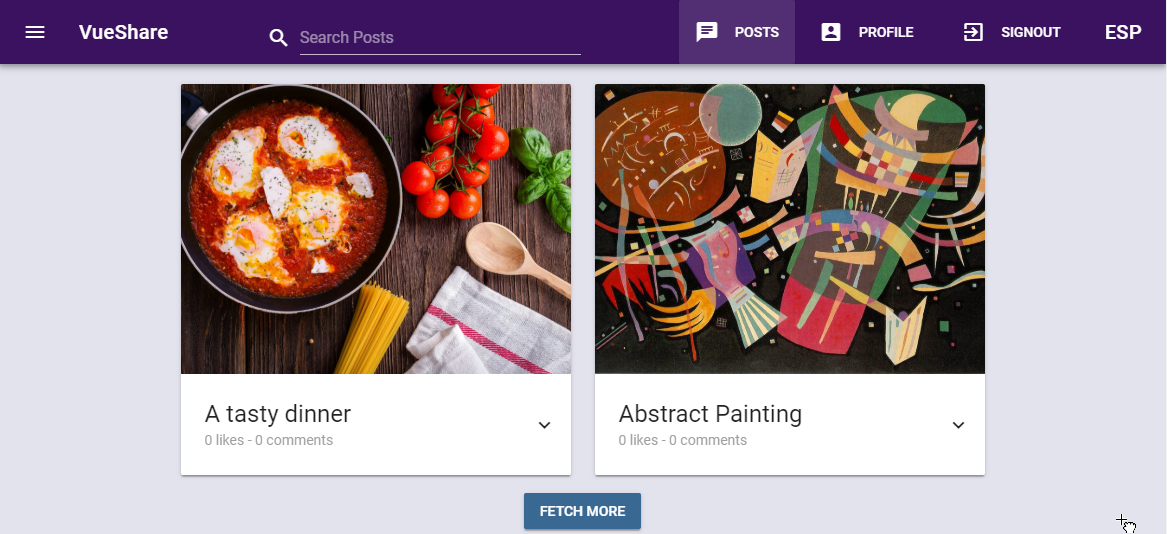 VueShare
Search Posts
POSTS
PROFILE
SIGNOUT
ESP
A tasty dinner
0 likes - 0 comments
Abstract Painting
0 likes - 0 comments
FETCH MORE